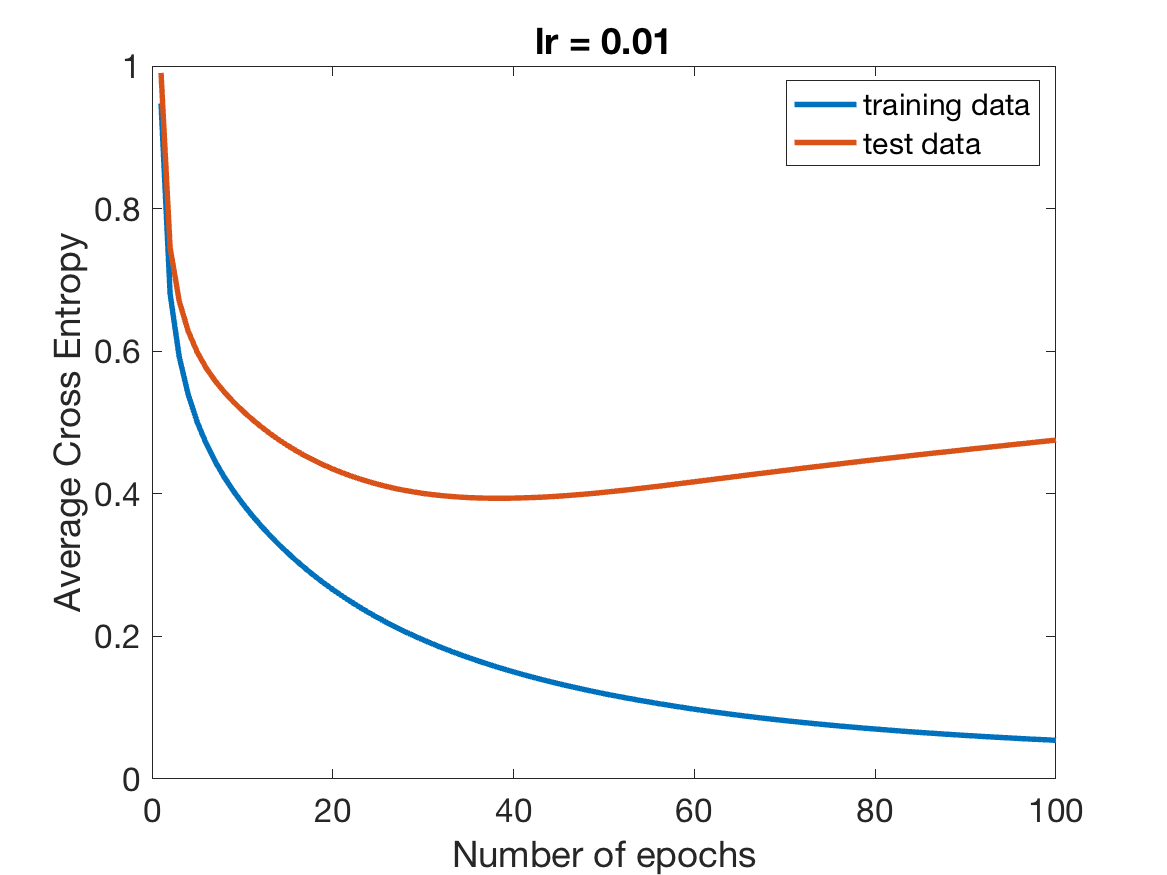 lr = 0.01
training data
test data
Average Cross Entropy
1
0.8
0.6
0.4
0.2
0
0 20 40 60 80 100
Number of epochs